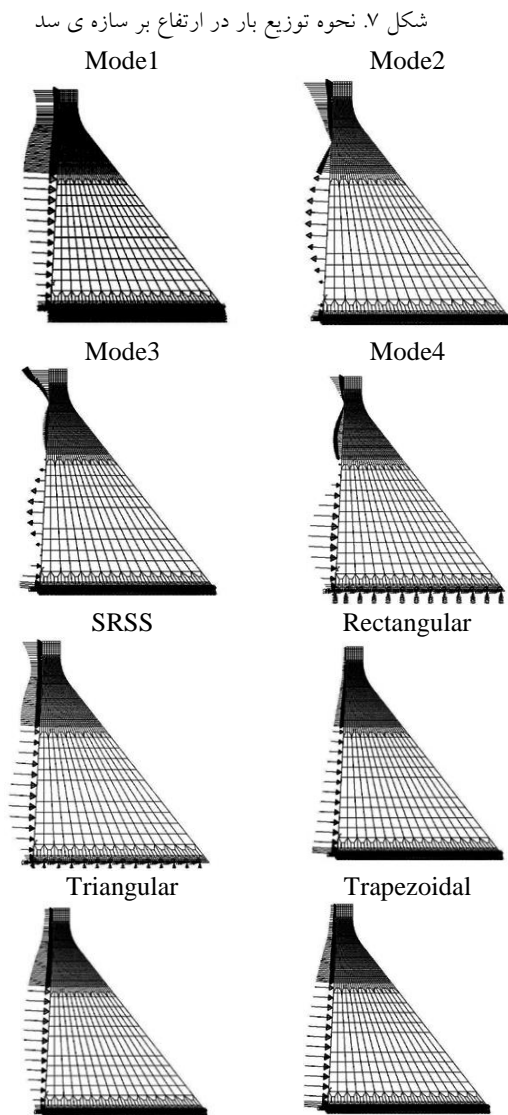 شکل ۷. نحوه توزیع بار در ارتفاع بر سازه ی سد
Mode1 Mode2
Mode3 Mode4
SRSS Rectangular
Triangular Trapezoidal